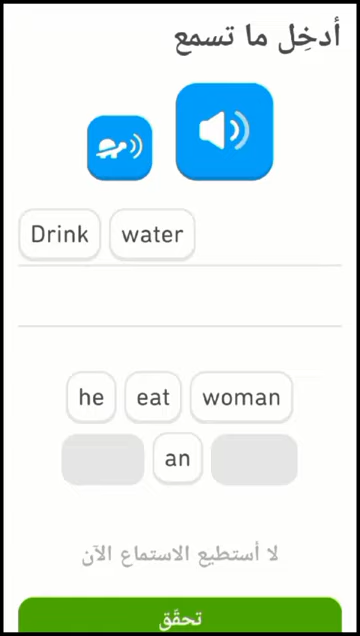 أدخِل ما تسمع
Drink water
he eat woman
an
لا أستطيع الاستماع الآن
تحقَّق